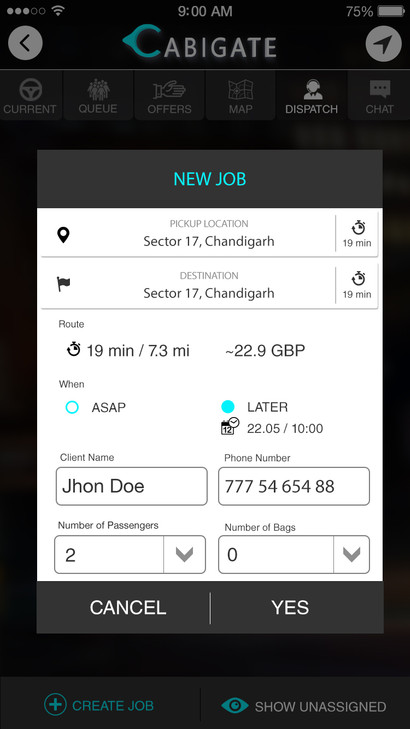 9:00 AM 75%
CABIGATE
CURRENT QUEUE OFFERS MAP DISPATCH CHAT
NEW JOB
PICKUP LOCATION
Sector 17, Chandigarh
19 min
DESTINATION
Sector 17, Chandigarh
19 min
Route
19 min / 7.3 mi ~22.9 GBP
When
ASAP LATER
12 22.05 / 10:00
Client Name Phone Number
Jhon Doe 777 54 654 88
Number of Passengers Number of Bags
2 0
CANCEL YES
CREATE JOB SHOW UNASSIGNED